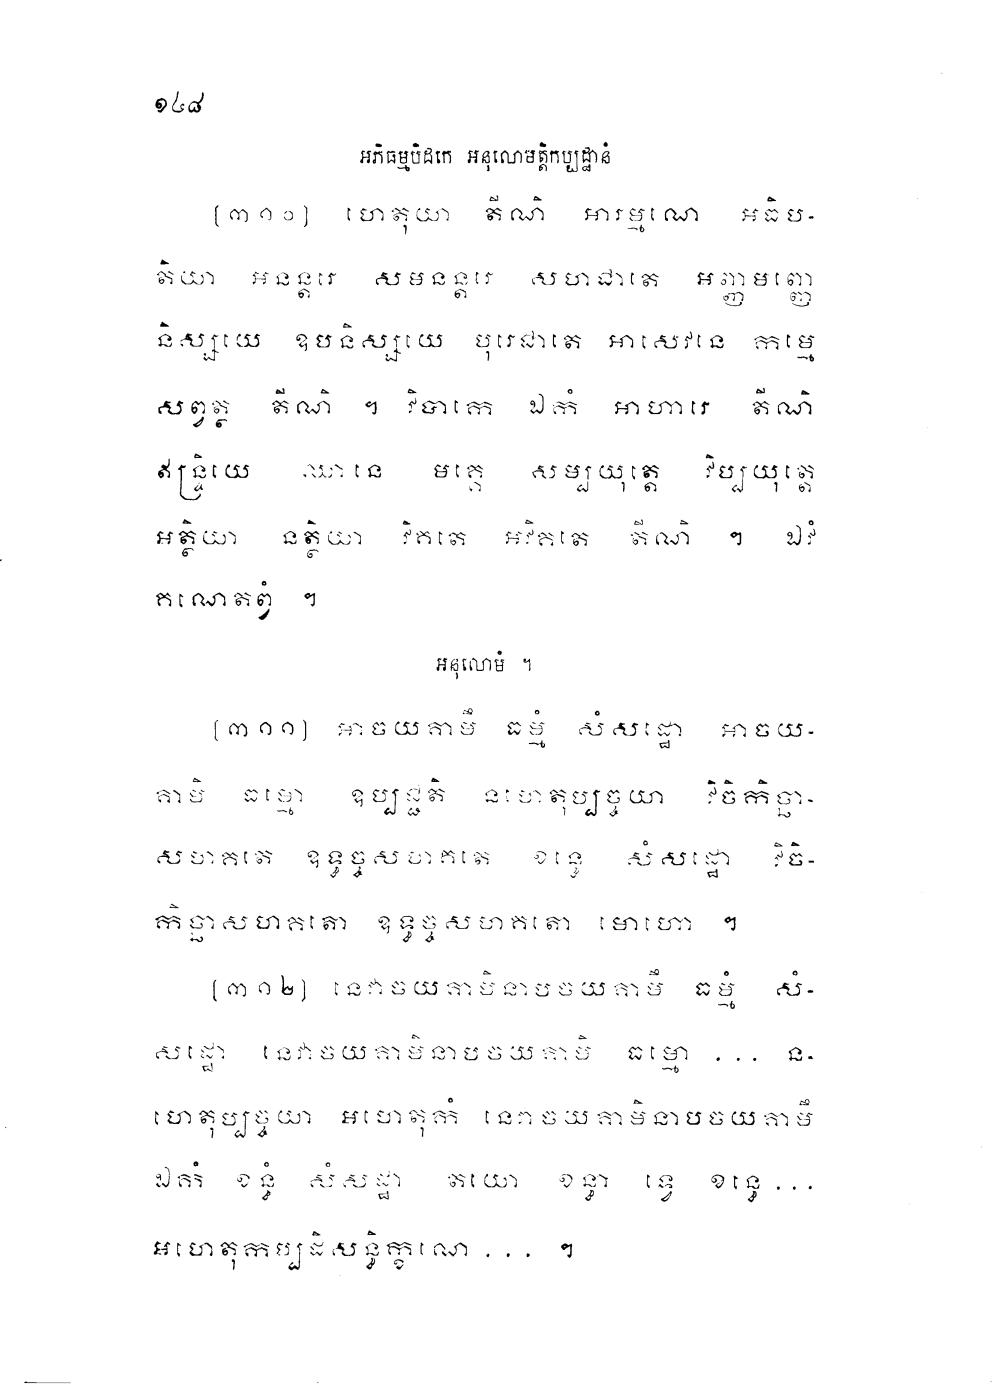 ១៤៨
អភិធម្មបិដកេ អនុលោមត្តិកប្បដ្ឋានំ
(៣១០) ហេតុយា តីណិ អារម្មណេ អធិប-
តិយា អនន្តរេ សមនន្តរេ សហជាតេ អញ្ញមញ្ញេ
និស្សយេ ឧបនិស្សយេ បុរេជាតេ អាសេវនេ កម្មេ
សព្វត្ថ តីណិ ។ វិបាកេ ឯកំ អាហារេ តីណិ
ឥន្ទ្រិយេ ឈានេ មគ្គេ សម្បយុត្តេ វិប្បយុត្តេ
អត្ថិយា នត្ថិយា វិគតេ អវិគតេ តីណិ ។ ឯវំ
គណេតព្វំ ។
អនុលោមំ ។
(៣១១) អាចយគាមឹ ធម្មំ សំសដ្ឋោ អាចយ-
គាមិ ធម្មោ ឧប្បជ្ជតិ នហេតុប្បច្ចយា វិចិកិច្ឆា-
សហគតេ ឧទ្ធច្ចសហគតេ ខន្ធេ សំសដ្ឋោ វិចិ-
កិច្ឆាសហគតោ ឧទ្ធច្ចសហគតោ មោហោ ។
(៣១២) នេវាចយគាមិនាបចយគាមឹ ធម្មំ សំ-
សដ្ឋោ នេវាចយគាមិនាបចយគាមិ ធម្មោ ... ន-
ហេតុប្បច្ចយា អហេតុកំ នេវាចយគាមិនាបចយគាមឹ
ឯកំ ខន្ធំ សំសដ្ឋា តយោ ខន្ធា ទ្វេ ខន្ធេ ...
អហេតុកប្បដិសន្ធិក្ខណេ ... ។